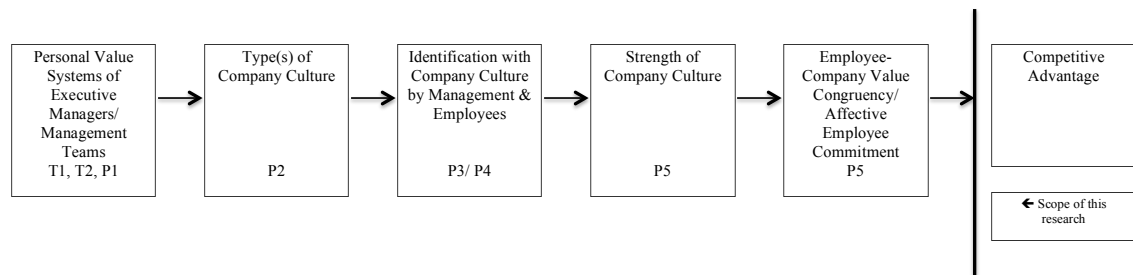 Personal Value
Systems of
Executive
Managers/
Management
Teams
T1, T2, P1
Type(s) of
Company Culture
P2
Identification with
Company Culture
by Management &
Employees
P3/ P4
Strength of
Company Culture
P5
Employee-
Company Value
Congruency/
Affective
Employee
Commitment
P5
Competitive
Advantage
← Scope of this
research